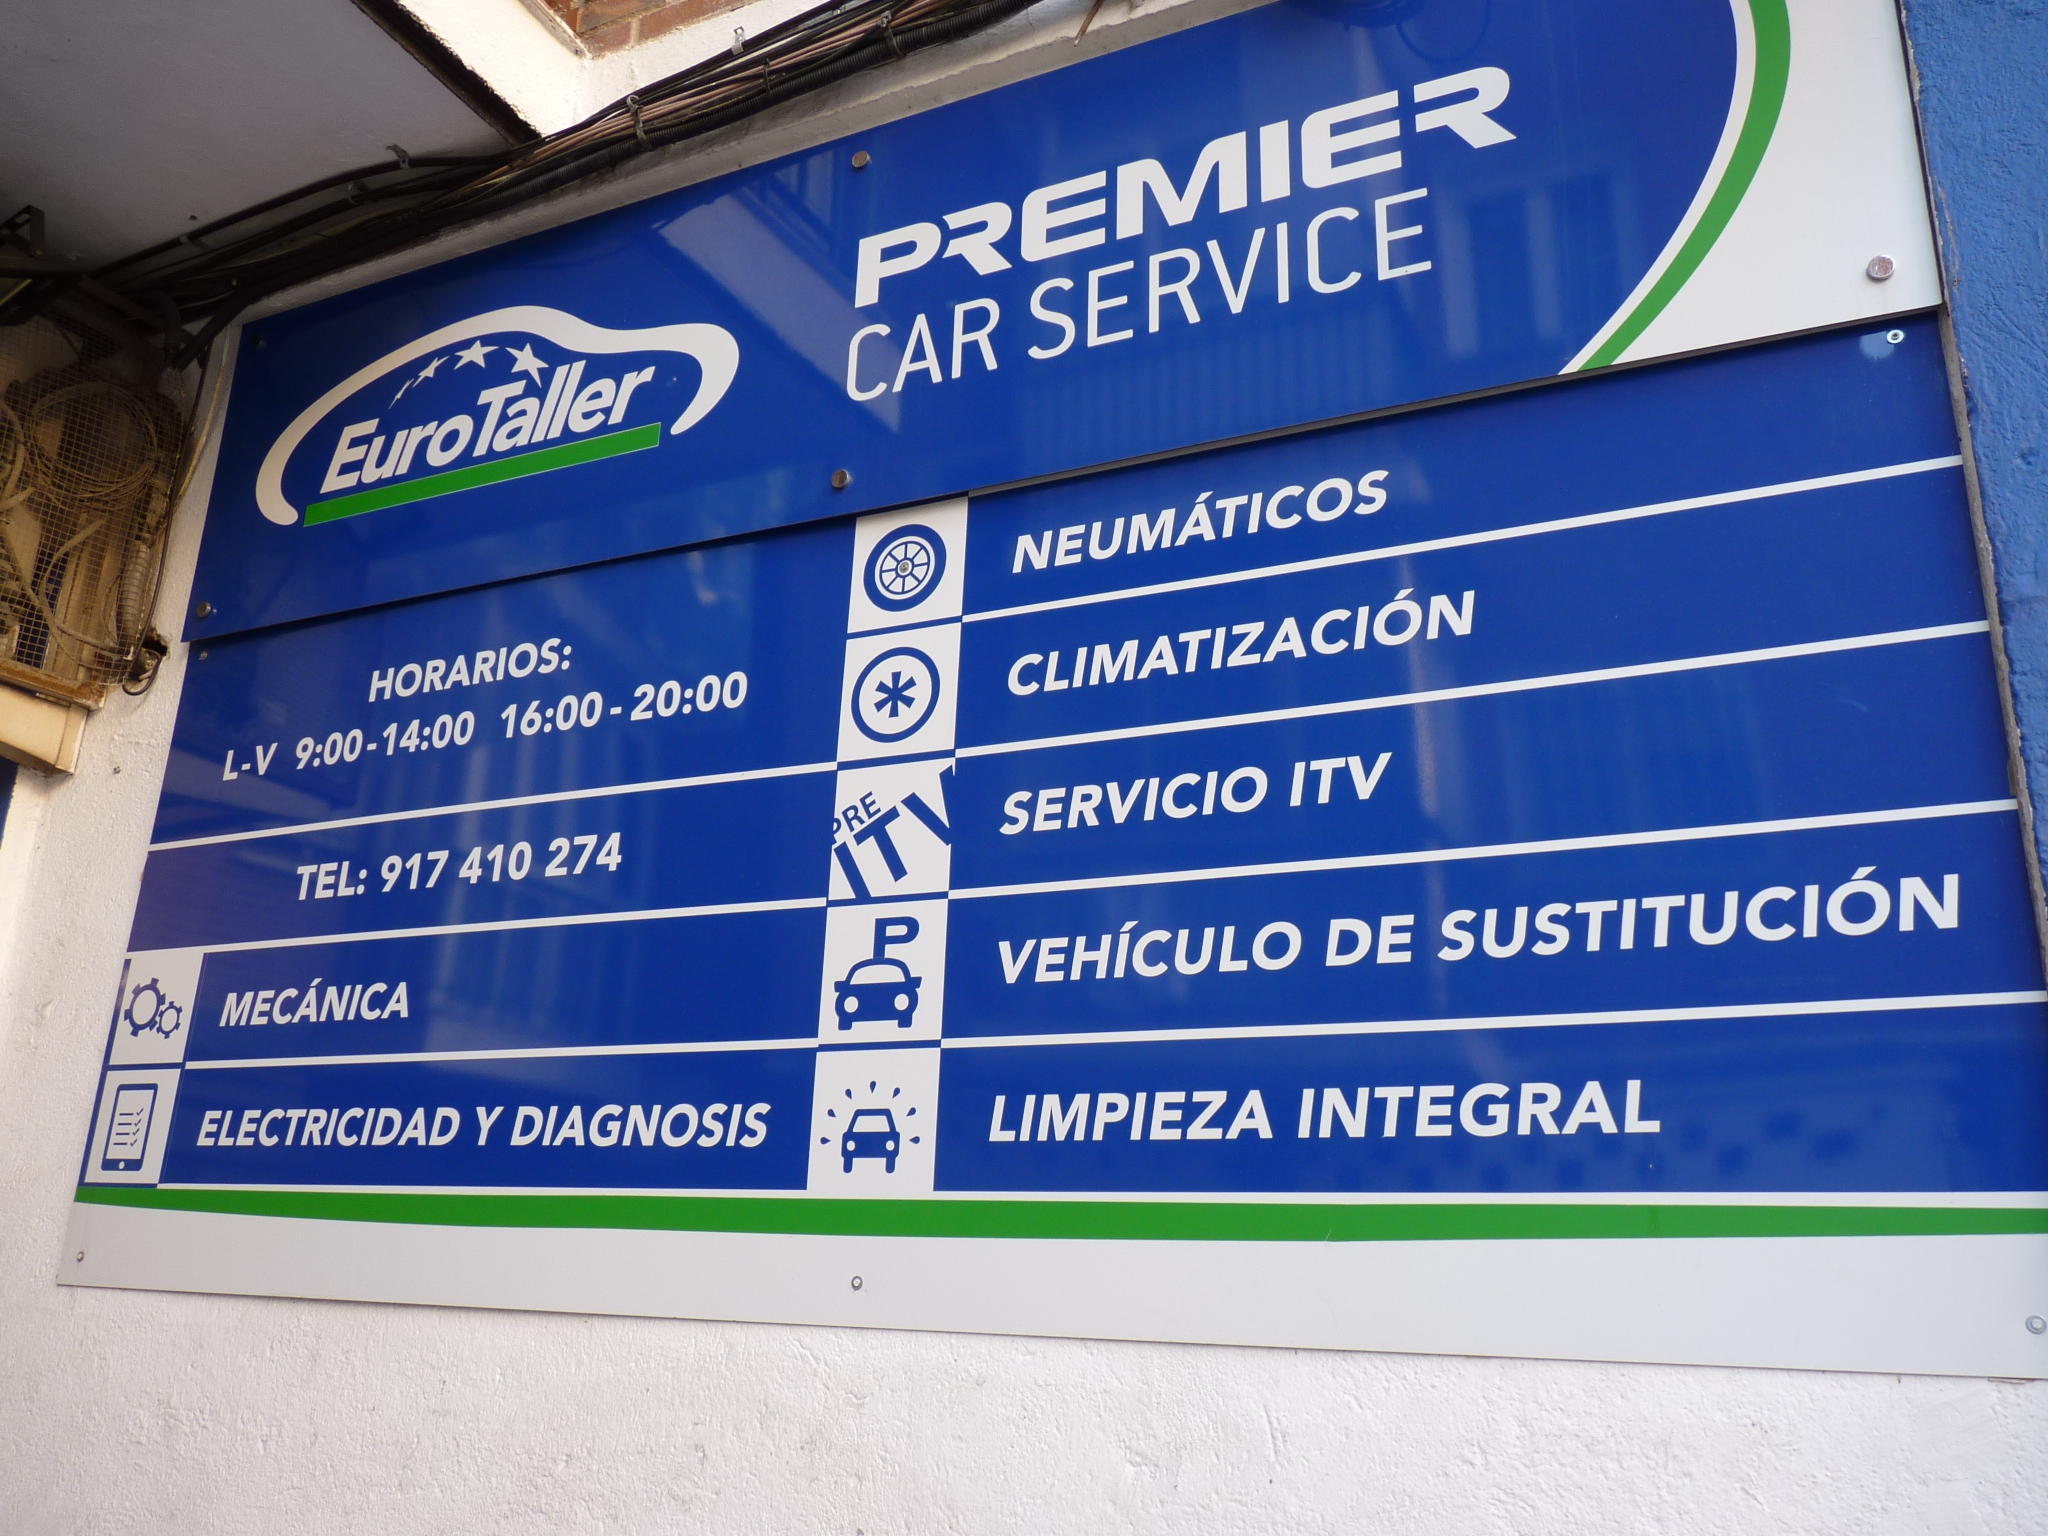 EuroTaller
PREMIER
CAR SERVICE
HORARIOS:
L-V 9:00-14:00 16:00-20:00
TEL: 917 410 274
MECÁNICA
ELECTRICIDAD Y DIAGNOSIS
NEUMÁTICOS
CLIMATIZACIÓN
PRE
ITV
SERVICIO ITV
P
VEHÍCULO DE SUSTITUCIÓN
LIMPIEZA INTEGRAL